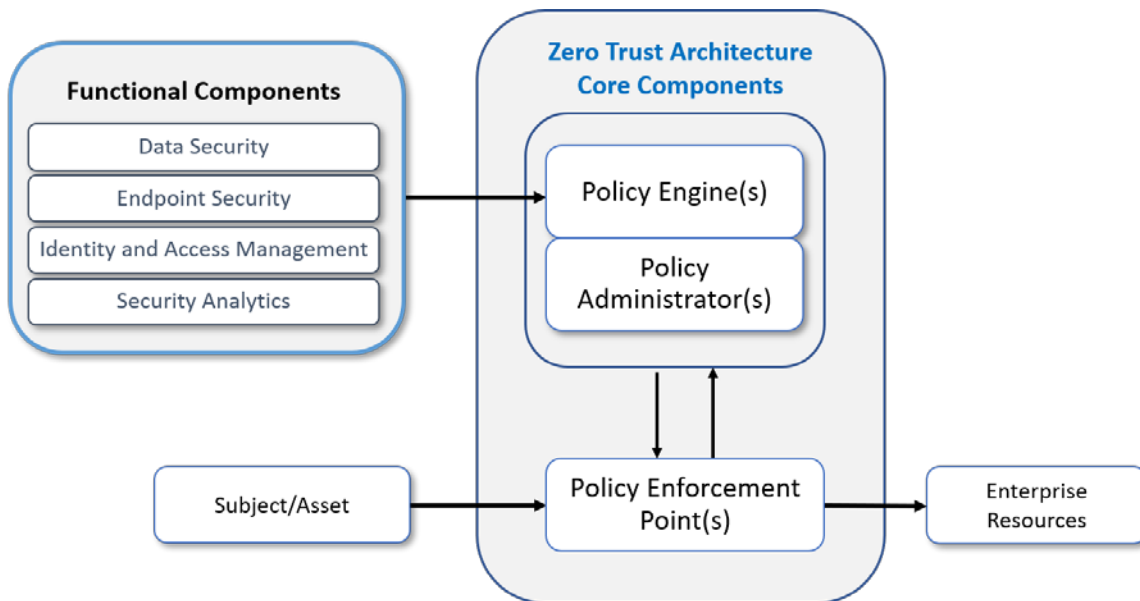 Functional Components
Data Security
Endpoint Security
Identity and Access Management
Security Analytics
Zero Trust Architecture
Core Components
Policy Engine(s)
Policy
Administrator(s)
Subject/Asset
Policy Enforcement
Point(s)
Enterprise
Resources